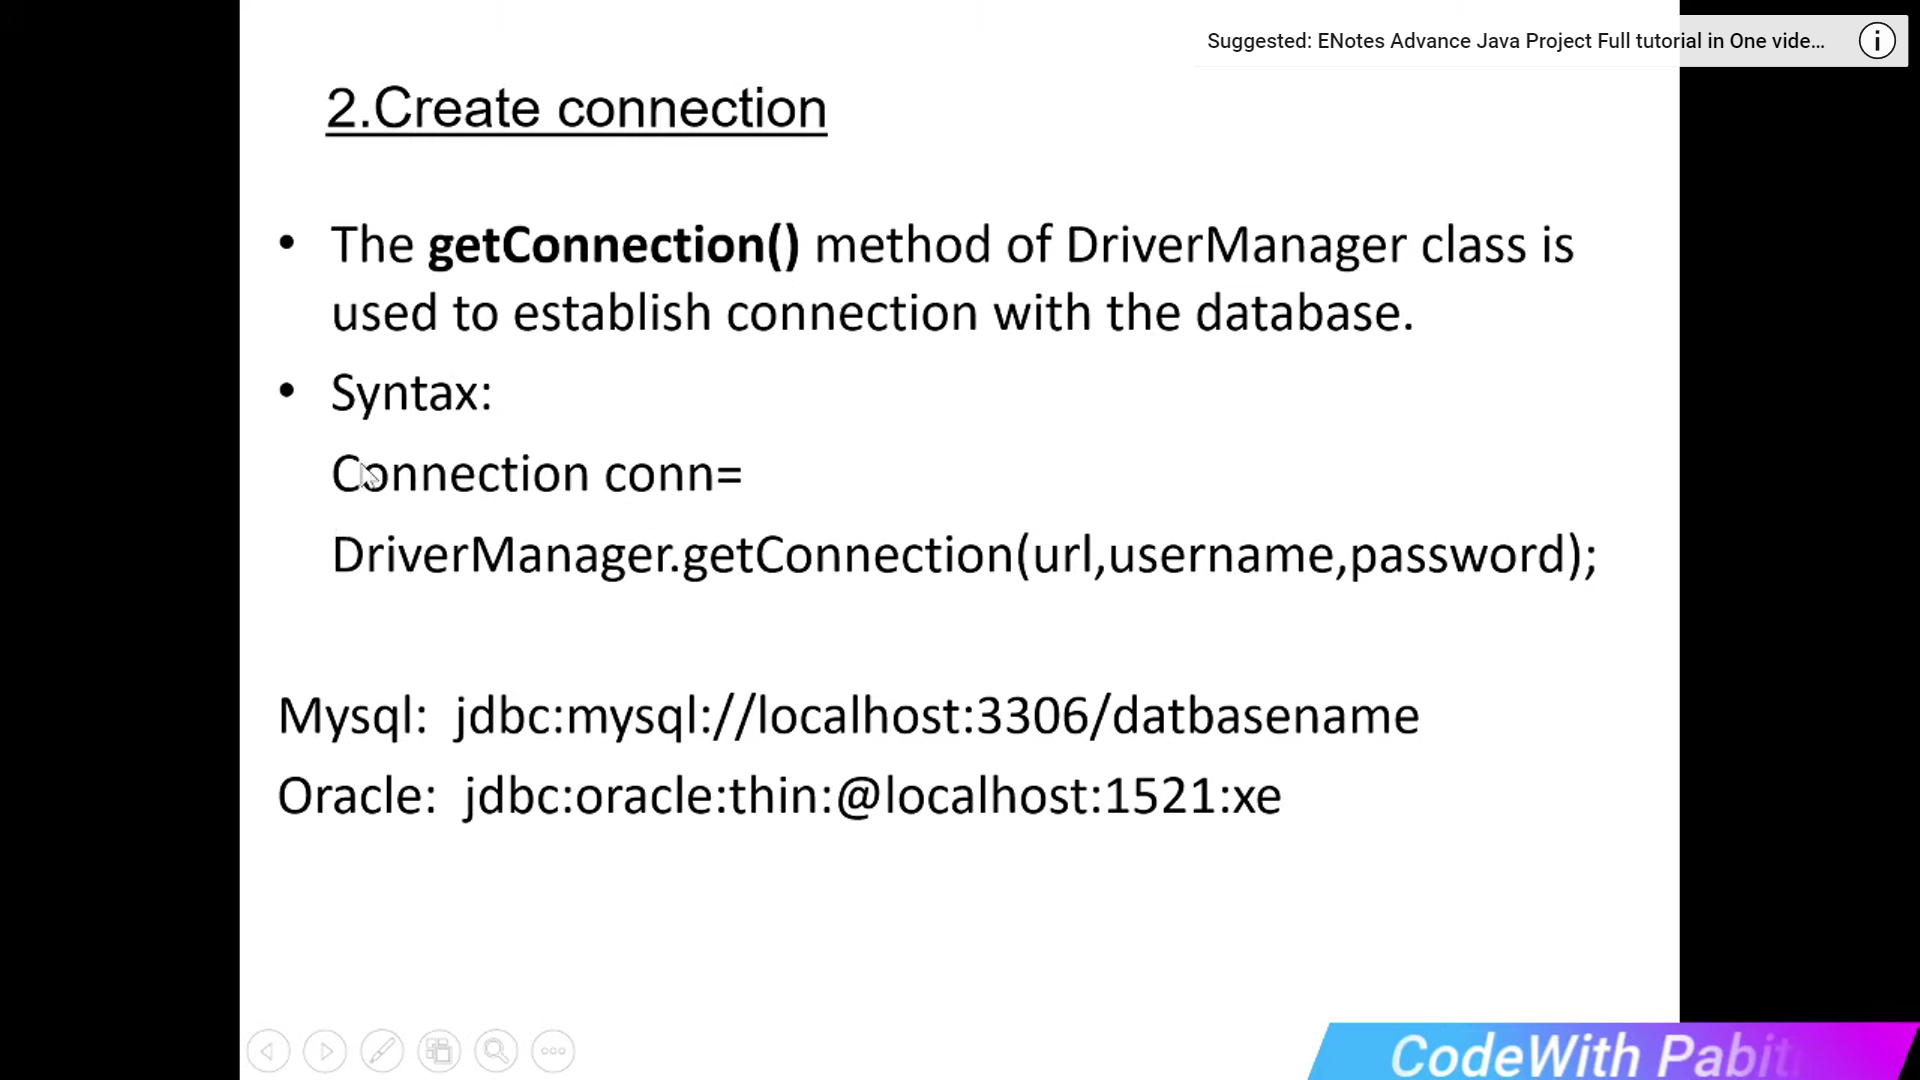 Suggested: ENotes Advance Java Project Full tutorial in One vide...
2.Create connection
• The getConnection() method of DriverManager class is
used to establish connection with the database.
• Syntax:
Connection conn=
DriverManager.getConnection(url,username,password);
Mysql: jdbc:mysql://localhost:3306/datbasename
Oracle: jdbc:oracle:thin:@localhost:1521:xe
CodeWith Pabit